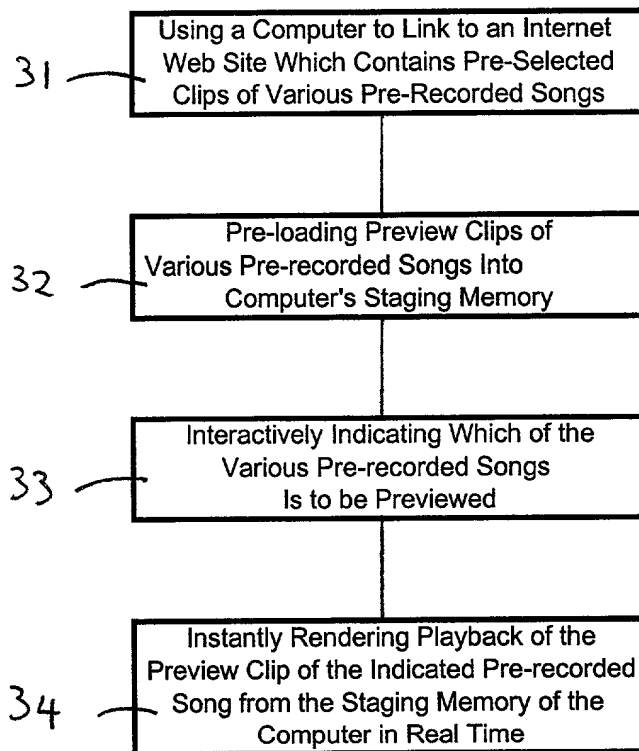 31
Using a Computer to Link to an Internet
Web Site Which Contains Pre-Selected
Clips of Various Pre-Recorded Songs
32
Pre-loading Preview Clips of
Various Pre-recorded Songs Into
Computer's Staging Memory
33
Interactively Indicating Which of the
Various Pre-recorded Songs
Is to be Previewed
34
Instantly Rendering Playback of the
Preview Clip of the Indicated Pre-recorded
Song from the Staging Memory of the
Computer in Real Time